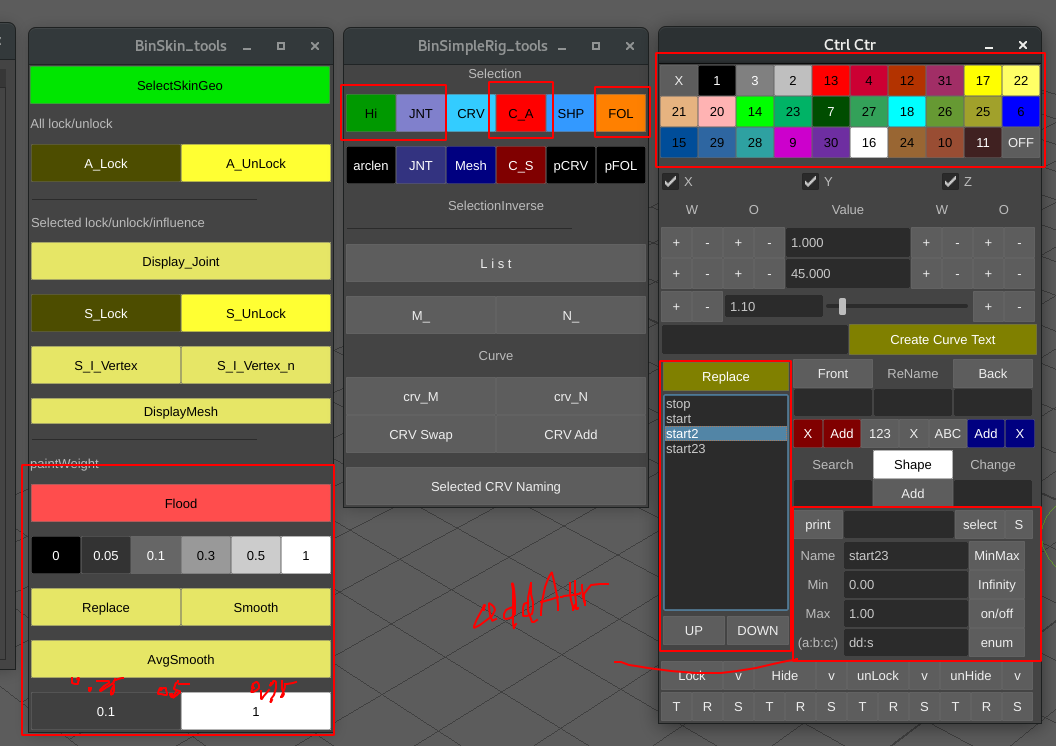 BinSkin_tools
SelectSkinGeo
All lock/unlock
A_Lock A_UnLock
Selected lock/unlock/influence
Display_Joint
S_Lock S_UnLock
S_I_Vertex S_I_Vertex_n
DisplayMesh
paintWeight
Flood
0 0.05 0.1 0.3 0.5 1
Replace Smooth
AvgSmooth
0.1 1
BinSimpleRig_tools
Selection
Hi JNT CRV C_A SHP FOL
arclen JNT Mesh C_S pCRV pFOL
SelectionInverse
L i s t
M_ N_
Curve
crv_M crv_N
CRV Swap CRV Add
Selected CRV Naming
addAttr
Ctrl Ctr
X 1 3 2 13 4 12 31 17 22
21 20 14 23 7 27 18 26 25 6
15 29 28 9 30 16 24 10 11 OFF
X Y Z
W O Value W O
+ - + - 1.000 + - + -
+ - + - 45.000 + - + -
+ - 1.10 + -
Create Curve Text
Replace
stop
start
start2
start23
UP DOWN
Front ReName Back
X Add 123 X ABC Add X
Search Shape Change
Add
print select S
Name start23 MinMax
Min 0.00 Infinity
Max 1.00 on/off
(a:b:c:) dd:s enum
Lock v Hide v unLock v unHide v
T R S T R S T R S T R S